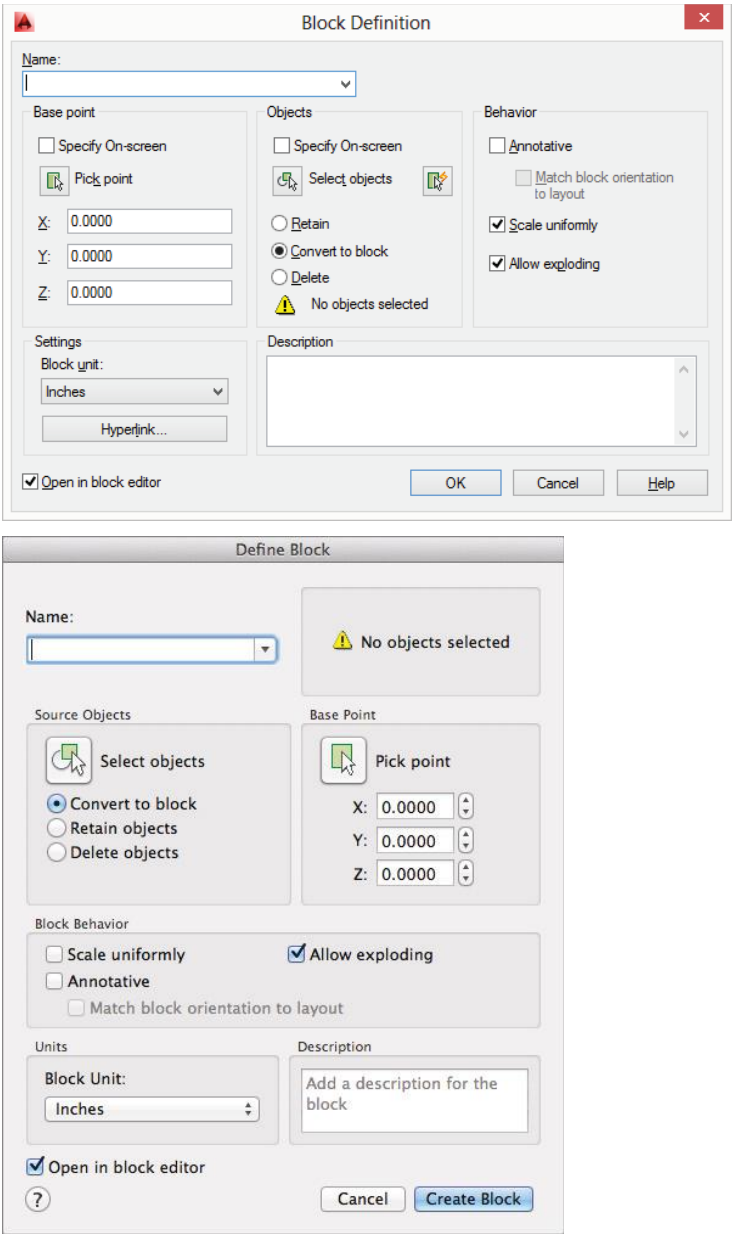 Block Definition
Name:
Base point
Specify On-screen
Pick point
X: 0.0000
Y: 0.0000
Z: 0.0000
Objects
Specify On-screen
Select objects
Retain
Convert to block
Delete
No objects selected
Behavior
Annotative
Match block orientation
to layout
Scale uniformly
Allow exploding
Settings
Block unit:
Inches
Hyperlink...
Description
Open in block editor
OK Cancel Help
Define Block
Name:
No objects selected
Source Objects
Select objects
Convert to block
Retain objects
Delete objects
Base Point
Pick point
X: 0.0000
Y: 0.0000
Z: 0.0000
Block Behavior
Scale uniformly Allow exploding
Annotative
Match block orientation to layout
Units
Block Unit:
Inches
Description
Add a description for the
block
Open in block editor
? Cancel Create Block